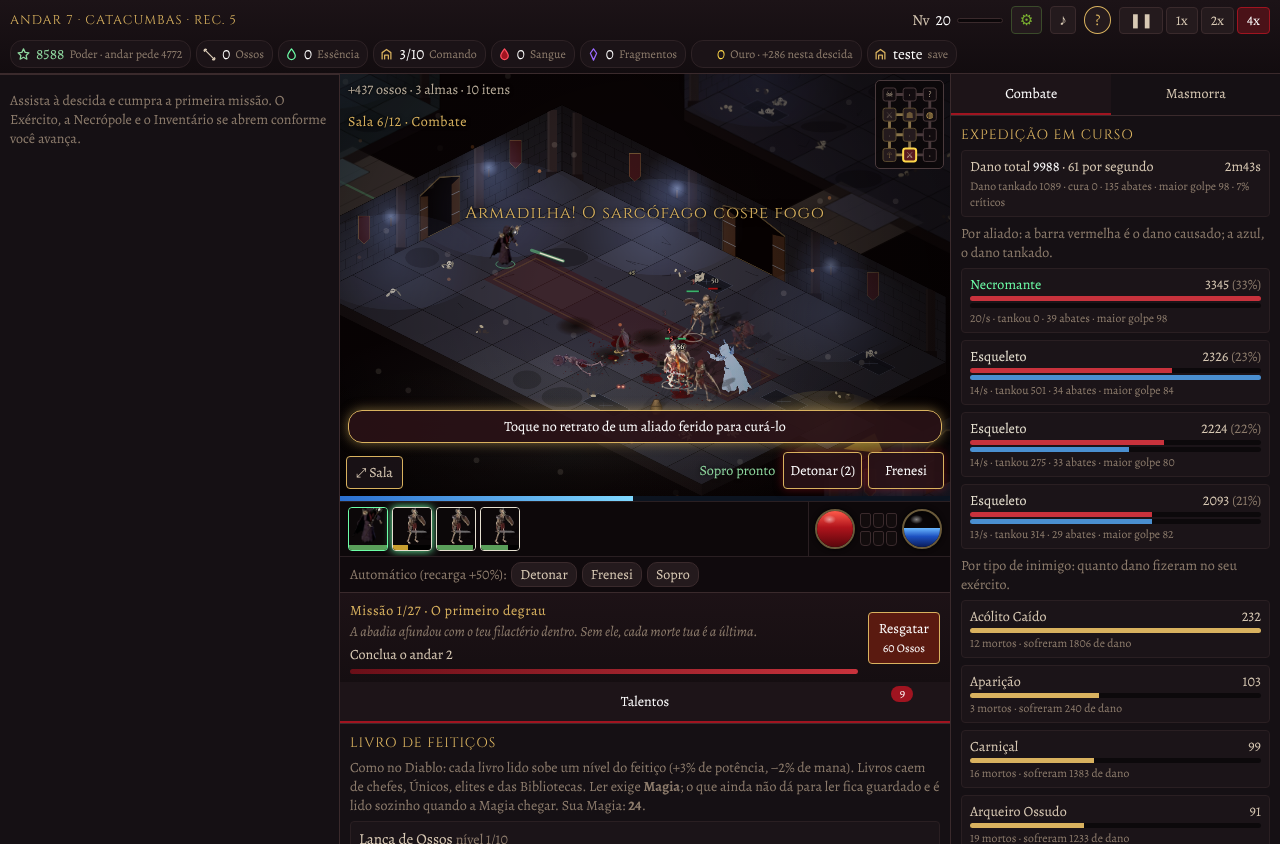 ANDAR 7 · CATACUMBAS · REC. 5
Nv 20
?
1x
2x
4x
8588 Poder · andar pede 4772
0 Ossos
0 Essência
3/10 Comando
0 Sangue
0 Fragmentos
0 Ouro · +286 nesta descida
teste save
Assista à descida e cumpra a primeira missão. O
Exército, a Necrópole e o Inventário se abrem conforme
você avança.
+437 ossos · 3 almas · 10 itens
Sala 6/12 · Combate
Armadilha! O sarcófago cospe fogo
50
56
Toque no retrato de um aliado ferido para curá-lo
Sala
Sopro pronto
Detonar (2)
Frenesi
Automático (recarga +50%):
Detonar
Frenesi
Sopro
Missão 1/27 · O primeiro degrau
A abadia afundou com o teu filactério dentro. Sem ele, cada morte tua é a última.
Conclua o andar 2
Resgatar
60 Ossos
Talentos
9
LIVRO DE FEITIÇOS
Como no Diablo: cada livro lido sobe um nível do feitiço (+3% de potência, −2% de mana). Livros caem
de chefes, Únicos, elites e das Bibliotecas. Ler exige Magia; o que ainda não dá para ler fica guardado e é
lido sozinho quando a Magia chegar. Sua Magia: 24.
Lança de Ossos nível 1/10
Combate
Masmorra
EXPEDIÇÃO EM CURSO
Dano total 9988 · 61 por segundo
2m43s
Dano tankado 1089 · cura 0 · 135 abates · maior golpe 98 · 7%
críticos
Por aliado: a barra vermelha é o dano causado; a azul,
o dano tankado.
Necromante
3345 (33%)
20/s · tankou 0 · 39 abates · maior golpe 98
Esqueleto
2326 (23%)
14/s · tankou 501 · 34 abates · maior golpe 84
Esqueleto
2224 (22%)
14/s · tankou 275 · 33 abates · maior golpe 80
Esqueleto
2093 (21%)
13/s · tankou 314 · 29 abates · maior golpe 82
Por tipo de inimigo: quanto dano fizeram no seu
exército.
Acólito Caído
232
12 mortos · sofreram 1806 de dano
Aparição
103
3 mortos · sofreram 240 de dano
Carniçal
99
16 mortos · sofreram 1383 de dano
Arqueiro Ossudo
91
19 mortos · sofreram 1233 de dano